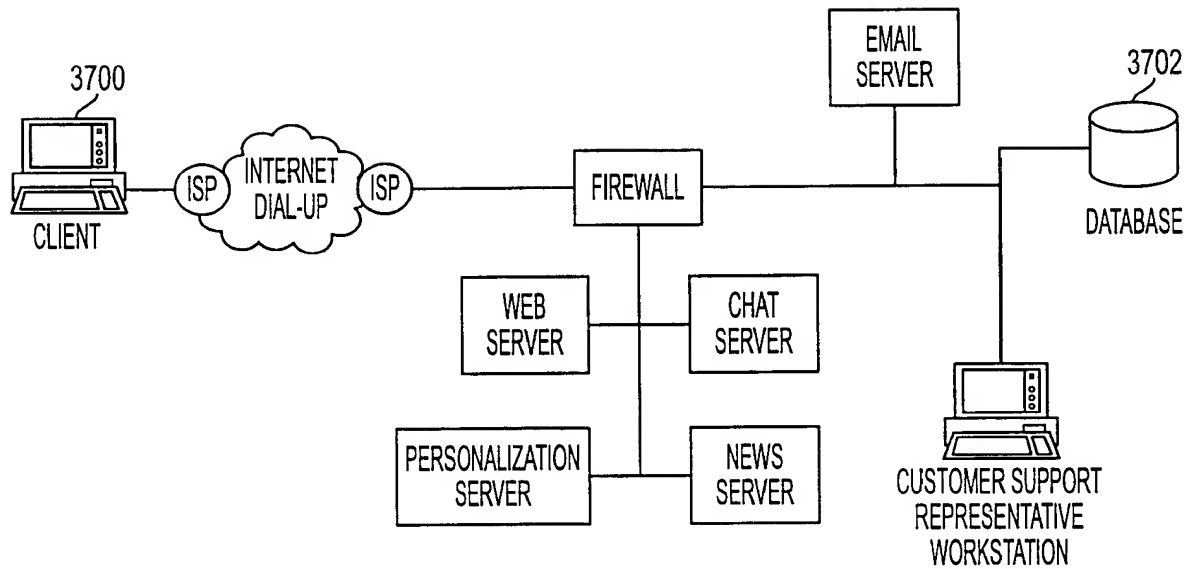 EMAIL
SERVER
3700
3702
ISP
INTERNET
DIAL-UP
ISP
FIREWALL
CLIENT
DATABASE
WEB
SERVER
CHAT
SERVER
PERSONALIZATION
SERVER
NEWS
SERVER
CUSTOMER SUPPORT
REPRESENTATIVE
WORKSTATION